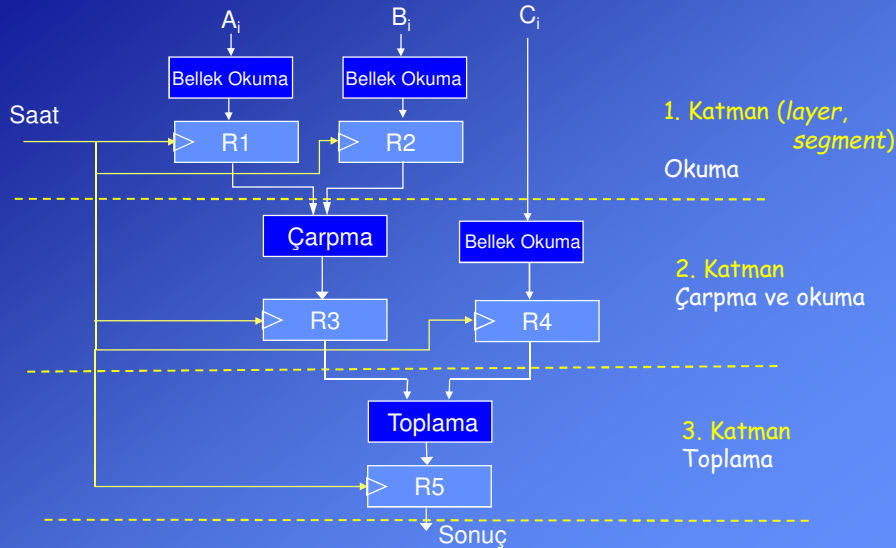 Aᵢ
Bᵢ
Cᵢ
Bellek Okuma
Bellek Okuma
Saat
R1
R2
1. Katman (layer,
segment)
Okuma
Çarpma
Bellek Okuma
2. Katman
Çarpma ve okuma
R3
R4
Toplama
3. Katman
Toplama
R5
Sonuç